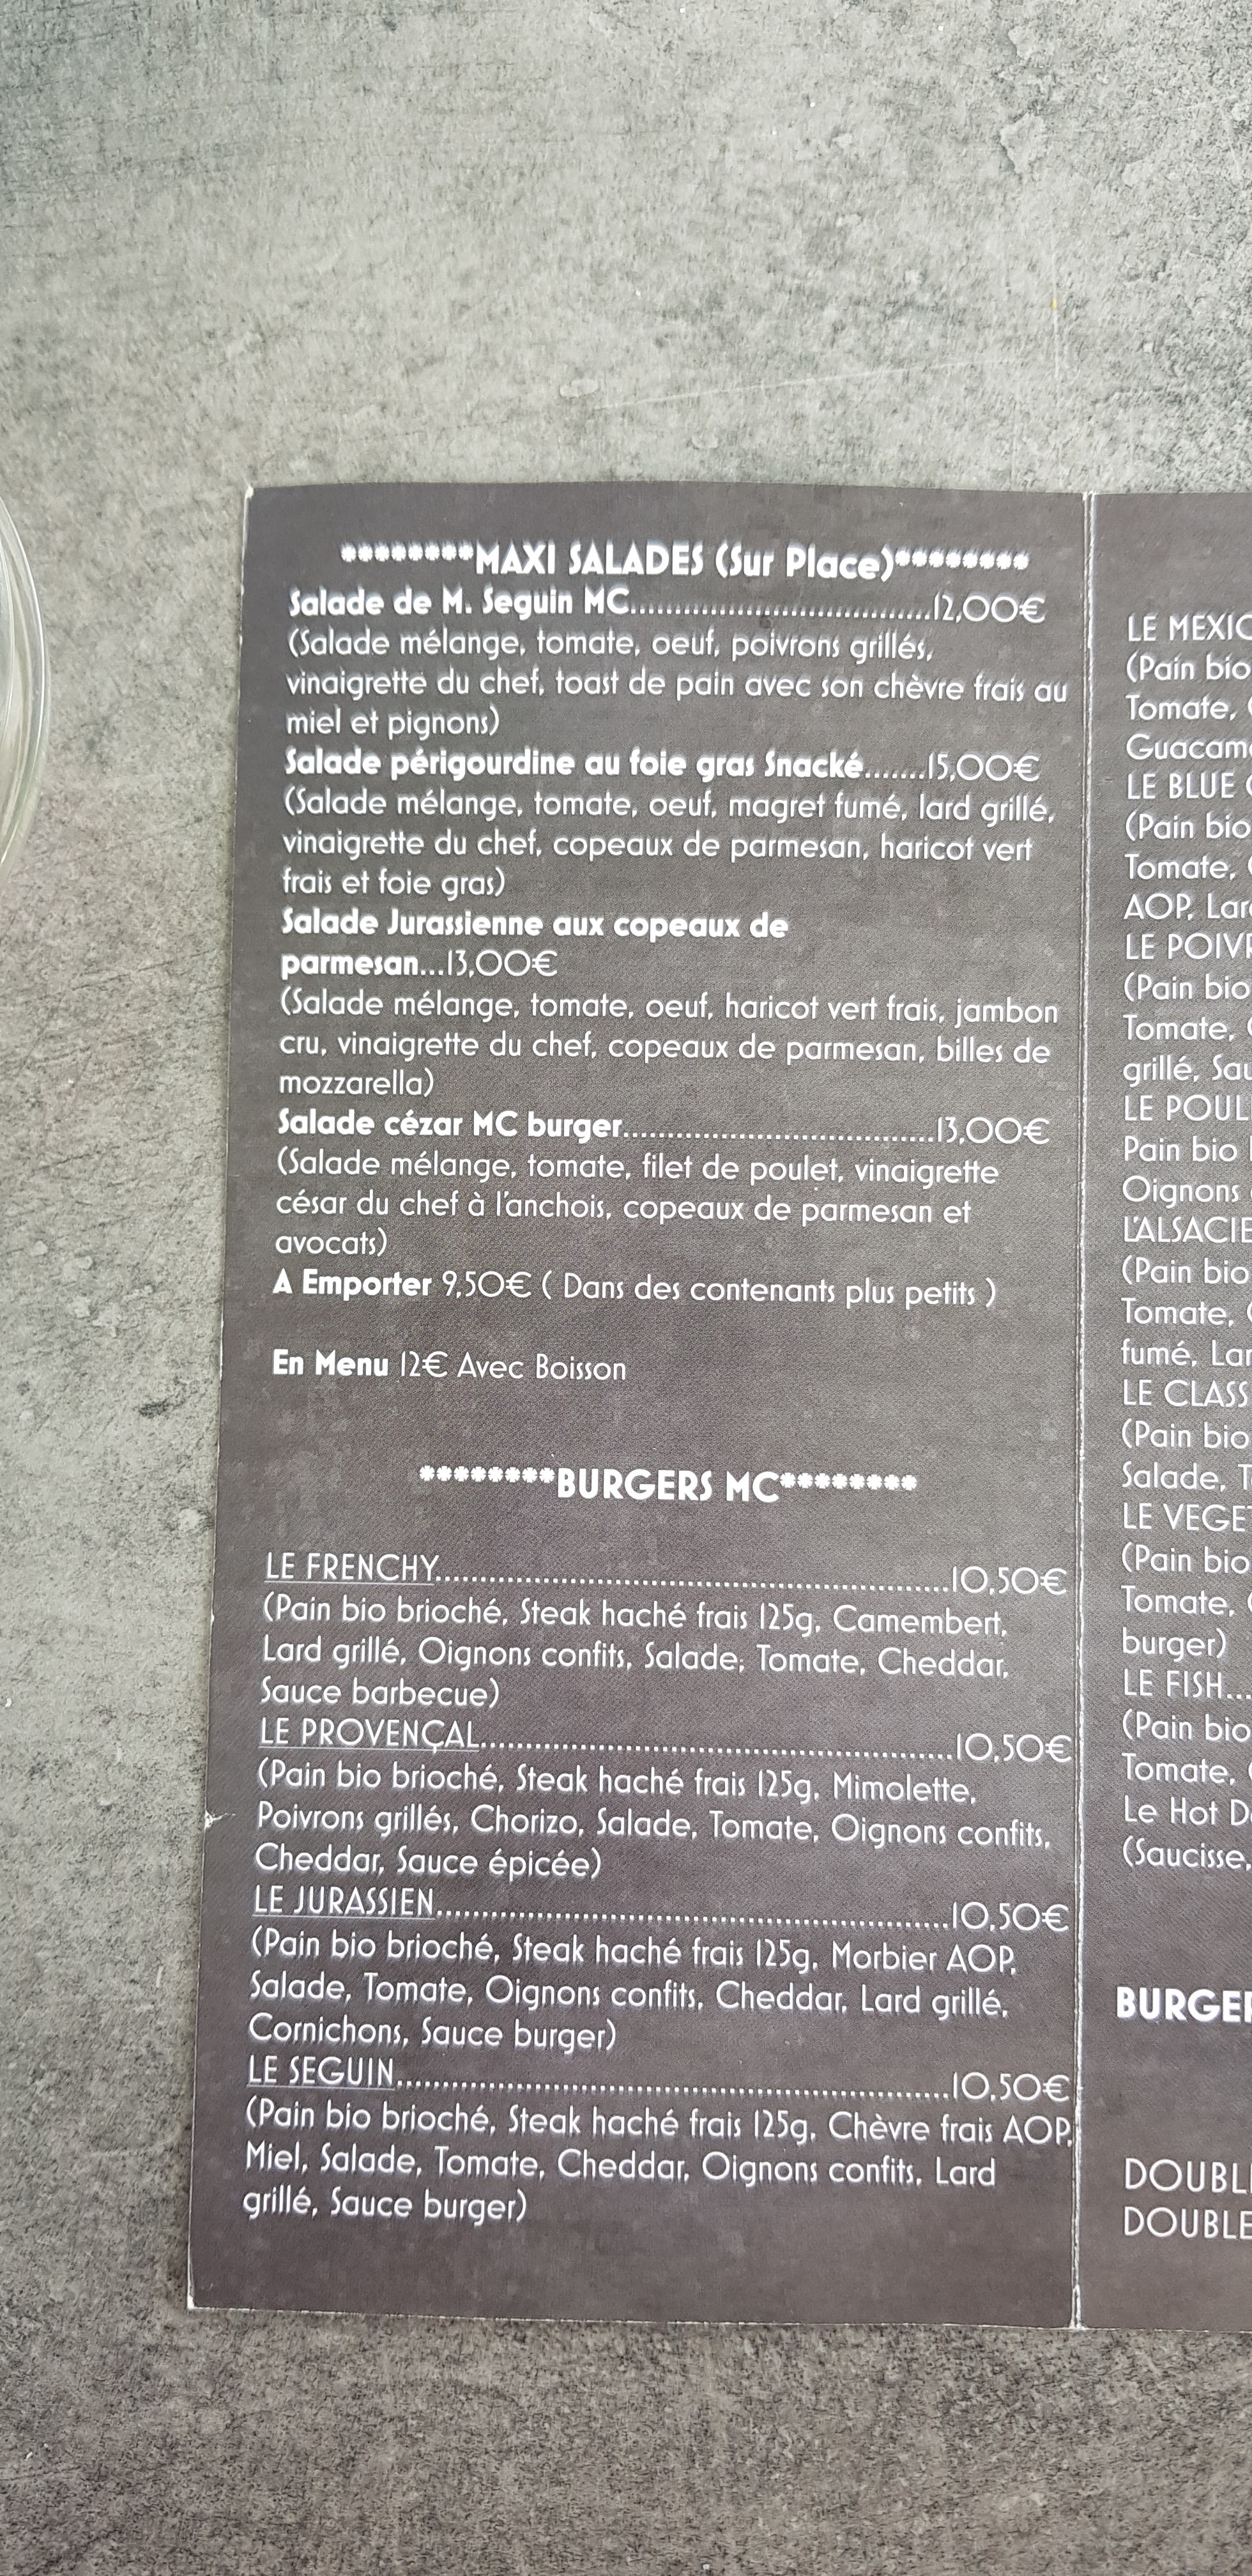 ********MAXI SALADES (Sur Place)********
Salade de M. Seguin MC..................................12,00€
(Salade mélange, tomate, oeuf, poivrons grillés,
vinaigrette du chef, toast de pain avec son chèvre frais au
miel et pignons)
Salade périgourdine au foie gras Snacké.......15,00€
(Salade mélange, tomate, oeuf, magret fumé, lard grillé,
vinaigrette du chef, copeaux de parmesan, haricot vert
frais et foie gras)
Salade Jurassienne aux copeaux de
parmesan...13,00€
(Salade mélange, tomate, oeuf, haricot vert frais, jambon
cru, vinaigrette du chef, copeaux de parmesan, billes de
mozzarella)
Salade cézar MC burger...................................13,00€
(Salade mélange, tomate, filet de poulet, vinaigrette
césar du chef à l'anchois, copeaux de parmesan et
avocats)
A Emporter 9,50€ ( Dans des contenants plus petits )
En Menu 12€ Avec Boisson
********BURGERS MC********
LE FRENCHY..........................................................10,50€
(Pain bio brioché, Steak haché frais 125g, Camembert,
Lard grillé, Oignons confits, Salade; Tomate, Cheddar,
Sauce barbecue)
LE PROVENÇAL.....................................................10,50€
(Pain bio brioché, Steak haché frais 125g, Mimolette,
Poivrons grillés, Chorizo, Salade, Tomate, Oignons confits,
Cheddar, Sauce épicée)
LE JURASSIEN..........................................................10,50€
(Pain bio brioché, Steak haché frais 125g, Morbier AOP,
Salade, Tomate, Oignons confits, Cheddar, Lard grillé,
Cornichons, Sauce burger)
LE SEGUIN..............................................................10,50€
(Pain bio brioché, Steak haché frais 125g, Chèvre frais AOP,
Miel, Salade, Tomate, Cheddar, Oignons confits, Lard
grillé, Sauce burger)
LE
(Pain bio
Tomate,
LE BLUE
(Pain bio
Tomate,
AOP,
LE
(Pain bio
Tomate,
grillé,
LE
Pain bio
Oignons
(Pain bio
Tomate,
fumé,
LE
(Pain bio
Salade,
LE
(Pain bio
Tomate,
burger)
LE FISH...
(Pain bio
Tomate,
Le Hot
(Saucisse,